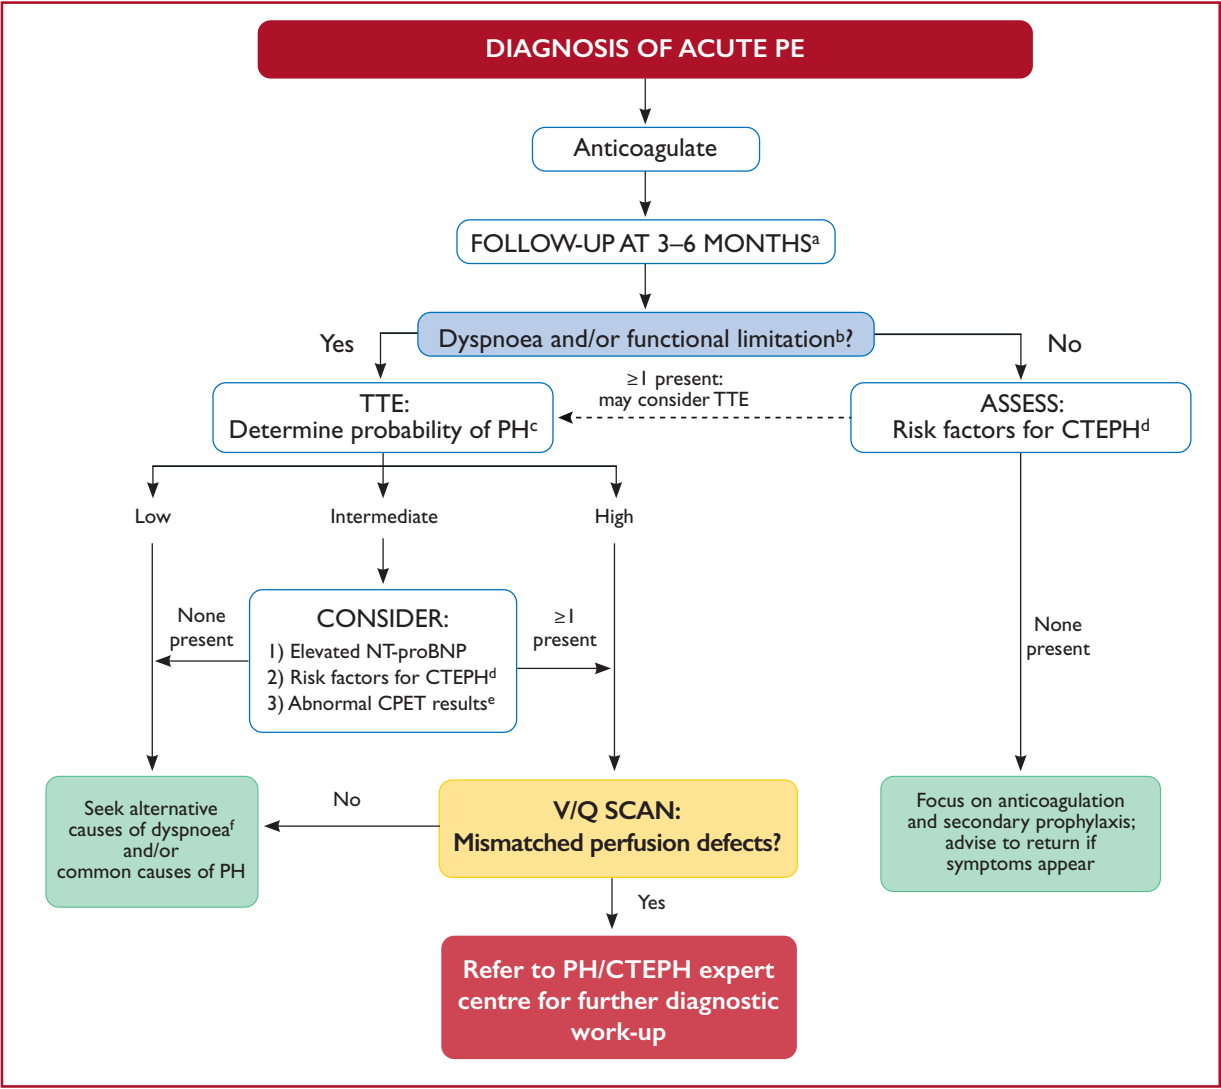 DIAGNOSIS OF ACUTE PE
Anticoagulate
FOLLOW-UP AT 3–6 MONTHSᵃ
Dyspnoea and/or functional limitationᵇ?
Yes
No
≥1 present:
may consider TTE
TTE:
Determine probability of PHᶜ
ASSESS:
Risk factors for CTEPHᵈ
Low
Intermediate
High
None
present
CONSIDER:
1) Elevated NT-proBNP
2) Risk factors for CTEPHᵈ
3) Abnormal CPET resultsᵉ
≥1
present
None
present
Seek alternative
causes of dyspnoeaᶠ
and/or
common causes of PH
No
V/Q SCAN:
Mismatched perfusion defects?
Focus on anticoagulation
and secondary prophylaxis;
advise to return if
symptoms appear
Yes
Refer to PH/CTEPH expert
centre for further diagnostic
work-up